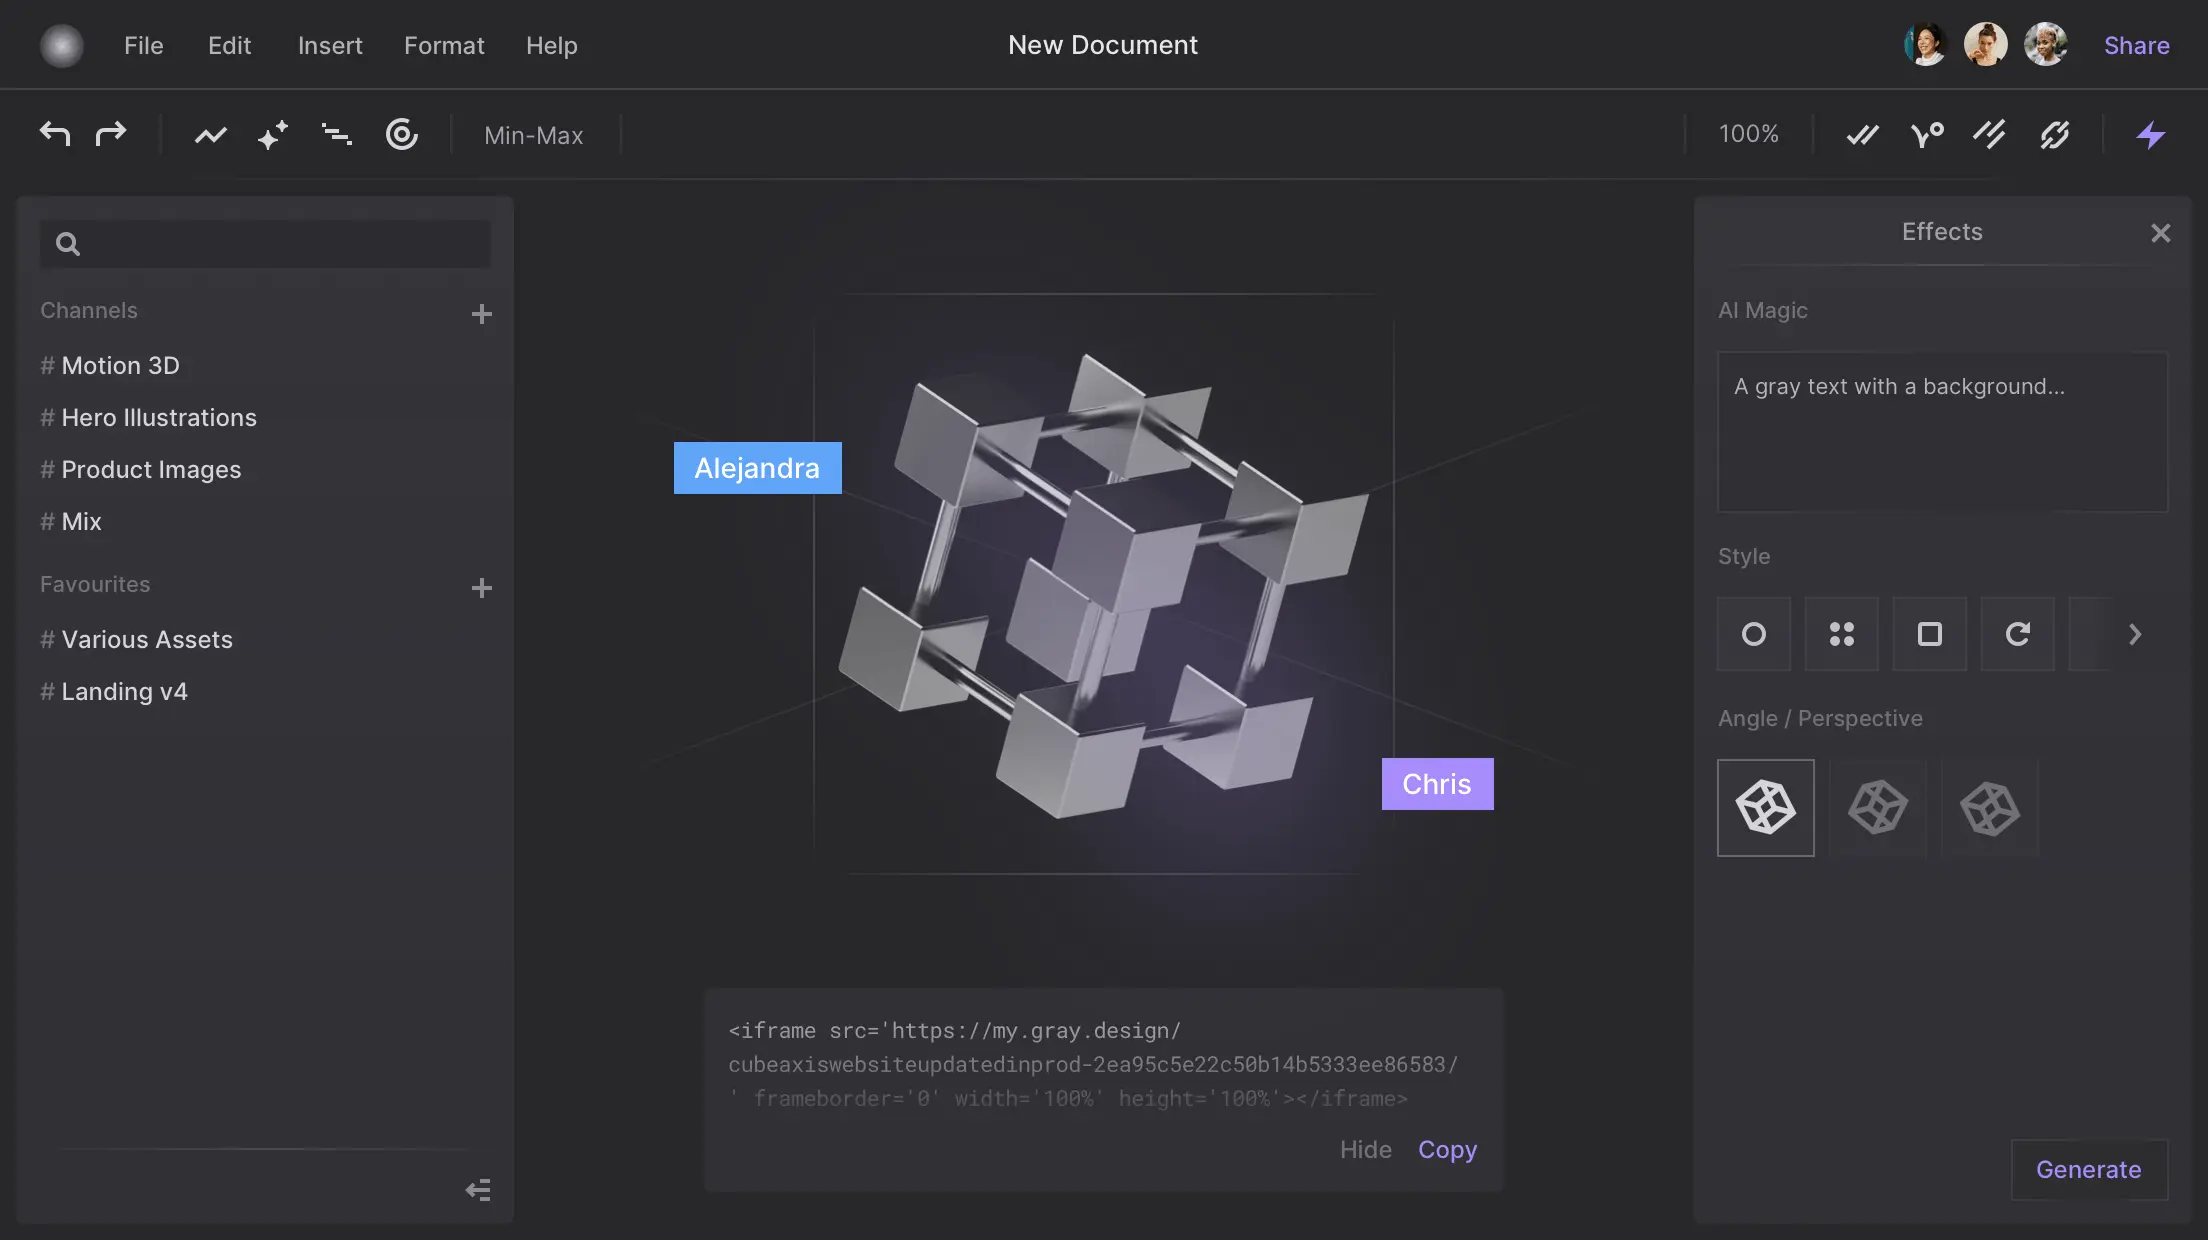 File Edit Insert Format Help
New Document
Share
Min-Max
100%
Channels
# Motion 3D
# Hero Illustrations
# Product Images
# Mix
Favourites
# Various Assets
# Landing v4
Alejandra
Chris
<iframe src='https://my.gray.design/
cubeaxiswebsiteupdatedinprod-2ea95c5e22c50b14b5333ee86583/
' frameborder='0' width='100%' height='100%'></iframe>
Hide Copy
Effects
AI Magic
A gray text with a background...
Style
Angle / Perspective
Generate